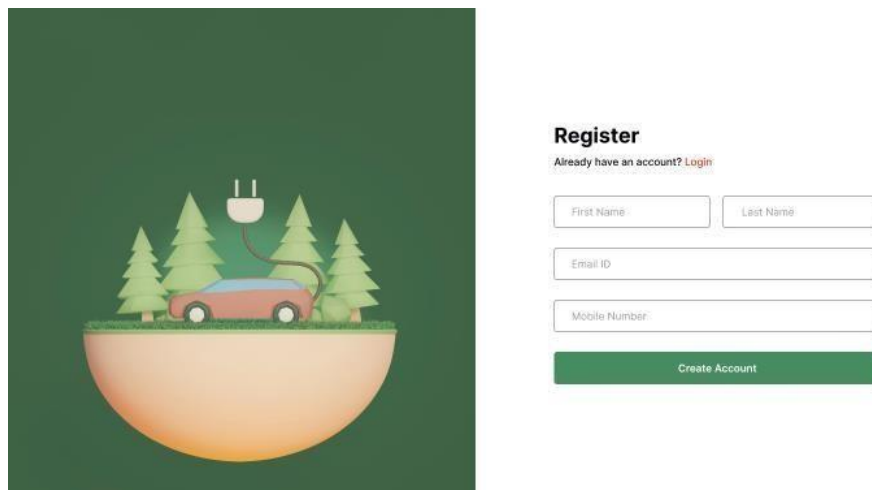 Register
Already have an account? Login
First Name Last Name
Email ID
Mobile Number
Create Account